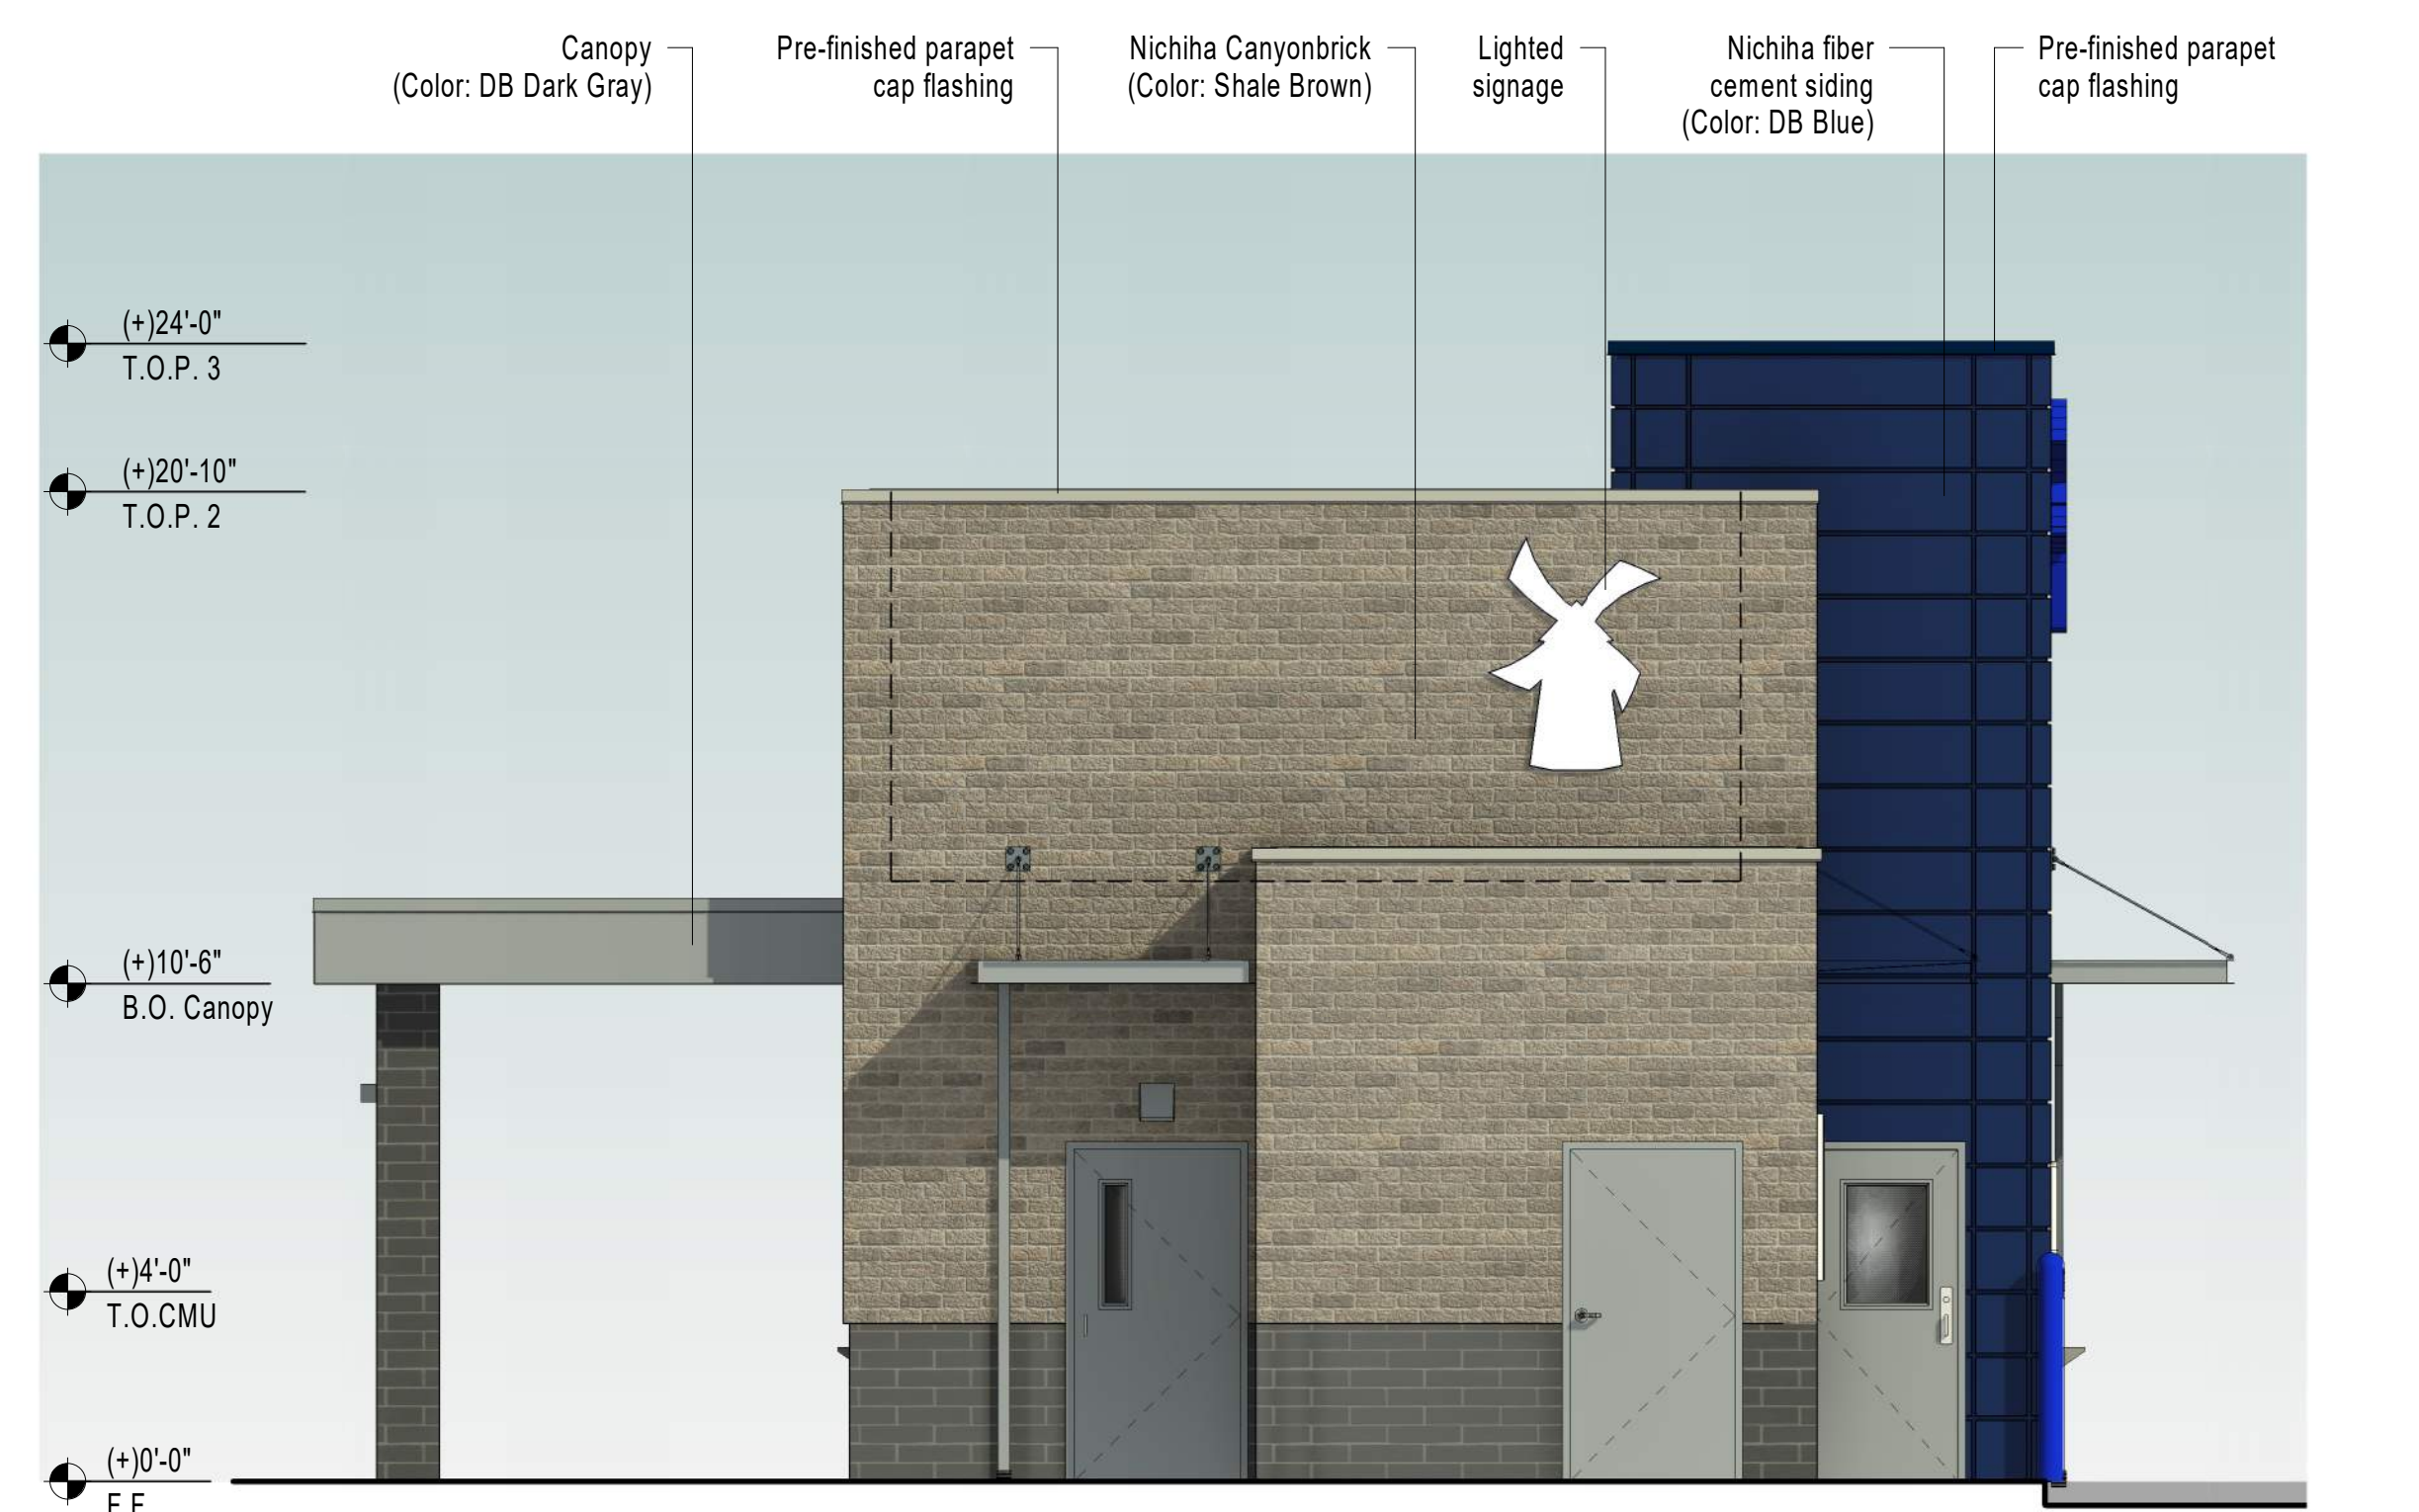 Canopy
(Color: DB Dark Gray)
Pre-finished parapet
cap flashing
Nichiha Canyonbrick
(Color: Shale Brown)
Lighted
signage
Nichiha fiber
cement siding
(Color: DB Blue)
Pre-finished parapet
cap flashing
(+)24'-0"
T.O.P. 3
(+)20'-10"
T.O.P. 2
(+)10'-6"
B.O. Canopy
(+)4'-0"
T.O.CMU
(+)0'-0"
F.F.